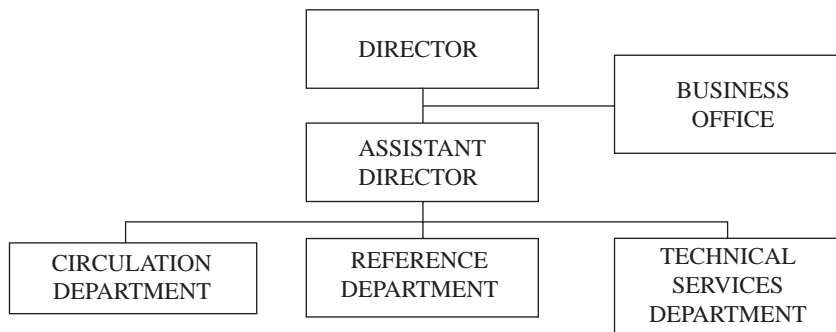 DIRECTOR
BUSINESS
OFFICE
ASSISTANT
DIRECTOR
CIRCULATION
DEPARTMENT
REFERENCE
DEPARTMENT
TECHNICAL
SERVICES
DEPARTMENT